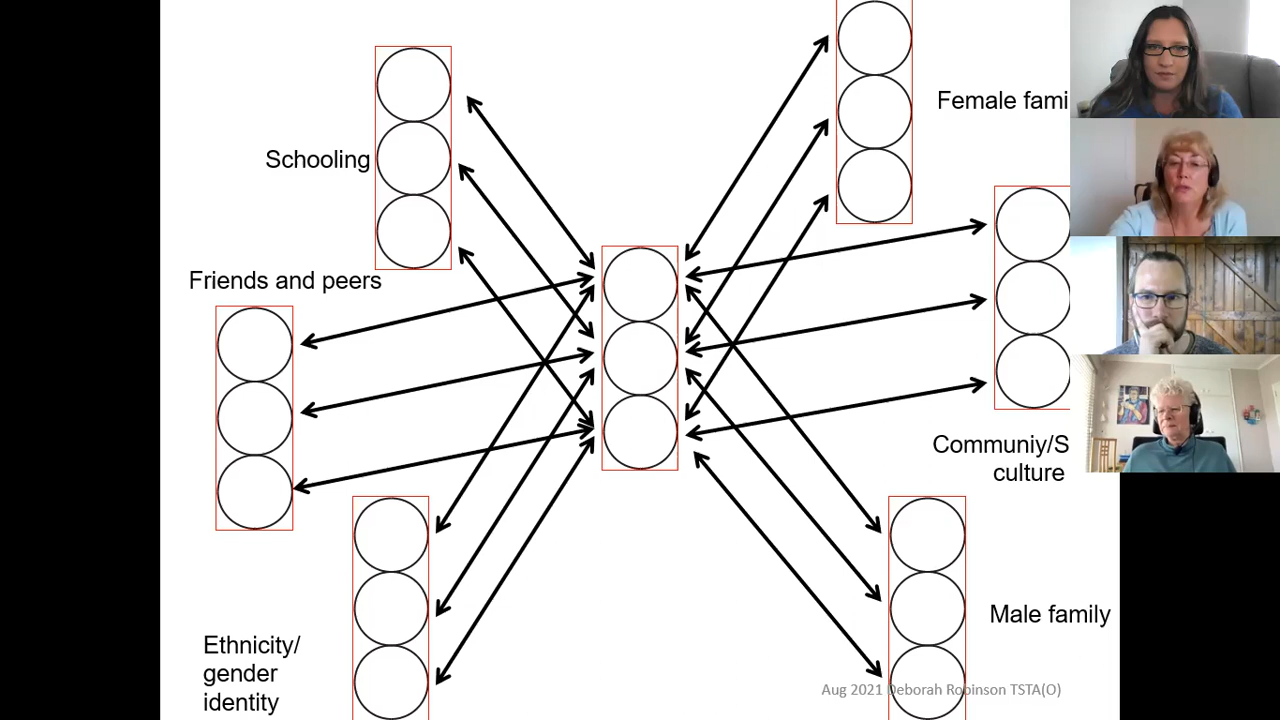 Female fami
Schooling
Friends and peers
Communiy/S
culture
Male family
Ethnicity/
gender
identity
Aug 2021 Deborah Robinson TSTA(O)